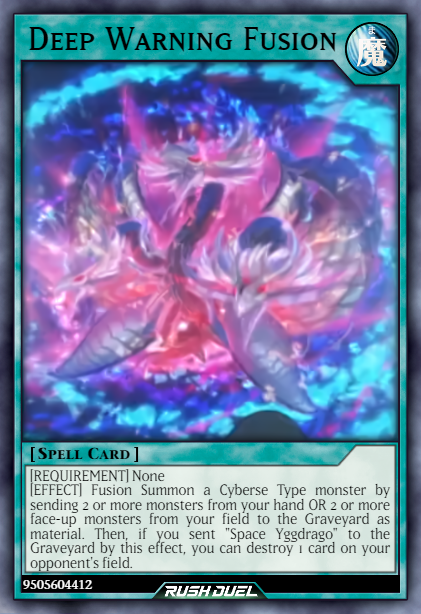 Deep Warning Fusion
ま
魔
[Spell Card]
[REQUIREMENT] None
[EFFECT] Fusion Summon a Cyberse Type monster by
sending 2 or more monsters from your hand OR 2 or more
face-up monsters from your field to the Graveyard as
material. Then, if you sent "Space Yggdrago" to the
Graveyard by this effect, you can destroy 1 card on your
opponent's field.
9505604412
RUSH DUEL